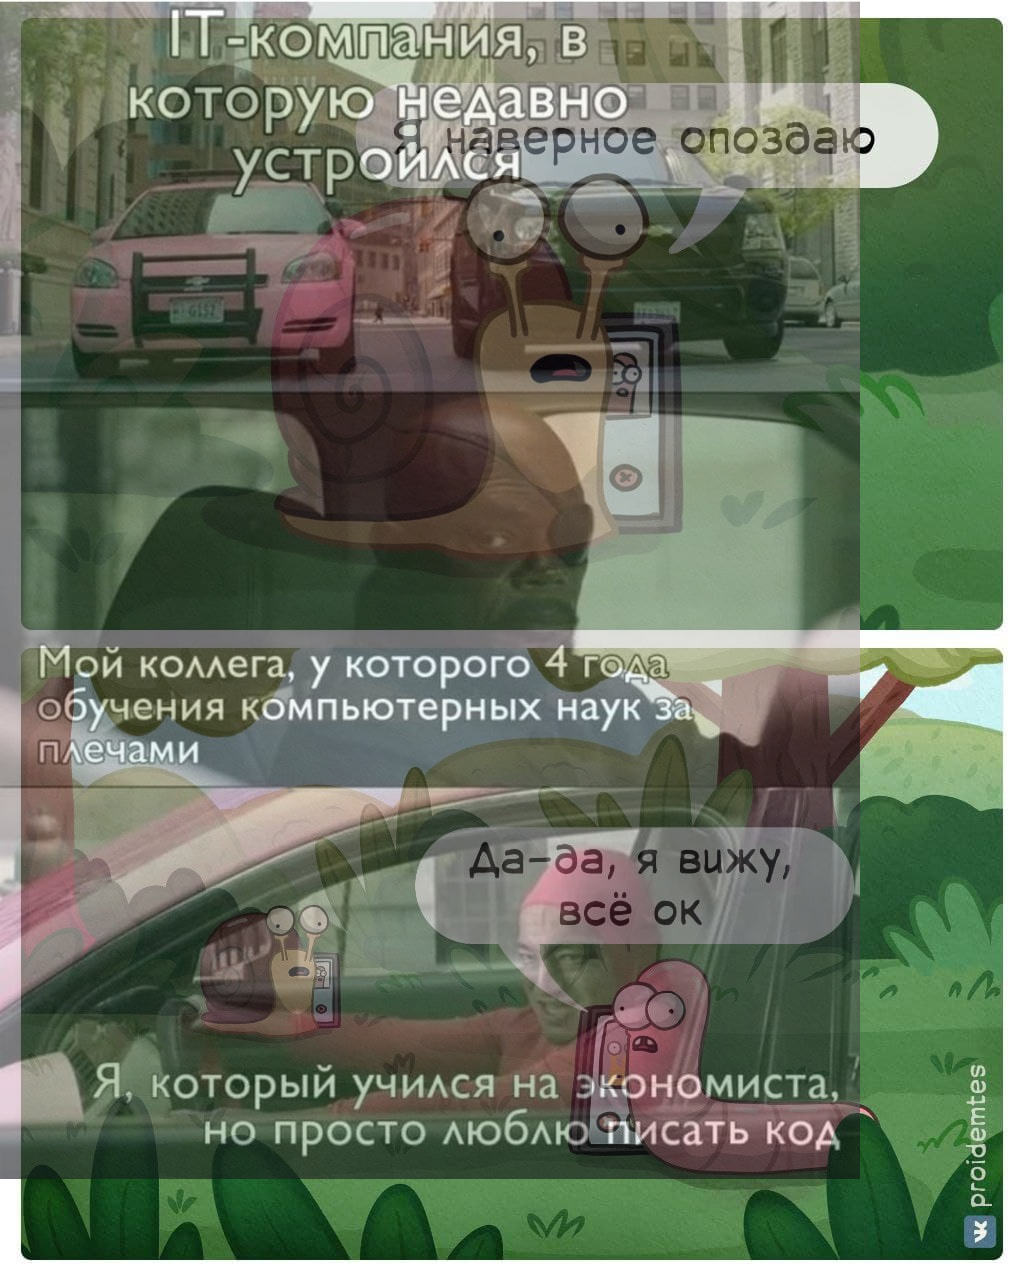 IT-компания, в
которую недавно
устроился
Я наверное опоздаю
Мой коллега, у которого 4 года
обучения компьютерных наук за
плечами
Да-да, я вижу,
всё ок
Я, который учился на экономиста,
но просто люблю писать код
proidemtes